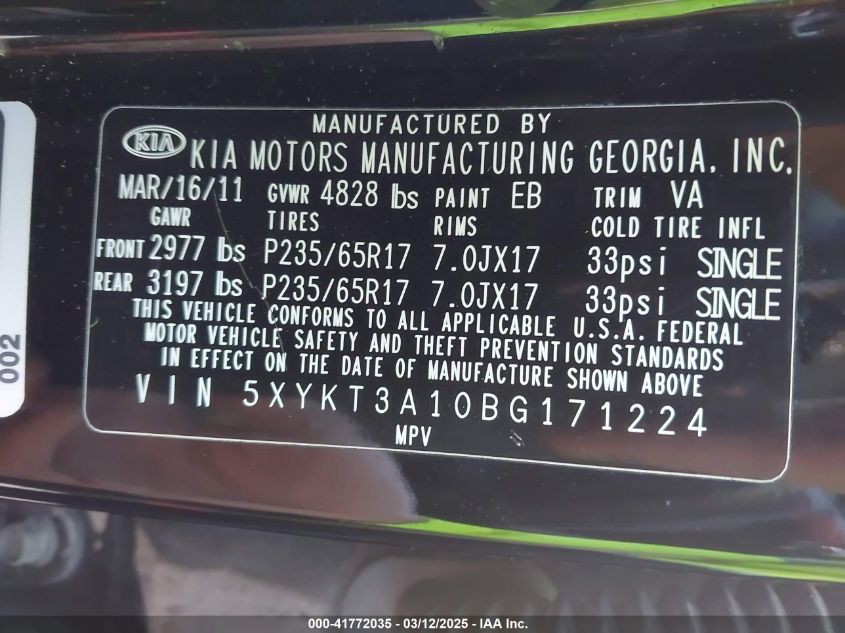 MANUFACTURED BY
KIA KIA MOTORS MANUFACTURING GEORGIA, INC.
MAR/16/11 GVWR 4828 lbs PAINT EB TRIM VA
GAWR TIRES RIMS COLD TIRE INFL
FRONT 2977 lbs P235/65R17 7.0JX17 33psi SINGLE
REAR 3197 lbs P235/65R17 7.0JX17 33psi SINGLE
THIS VEHICLE CONFORMS TO ALL APPLICABLE U.S.A. FEDERAL
MOTOR VEHICLE SAFETY AND THEFT PREVENTION STANDARDS
IN EFFECT ON THE DATE OF MANUFACTURE SHOWN ABOVE
VIN 5XYKT3A10BG171224
MPV
002
000-41772035 - 03/12/2025 - IAA Inc.